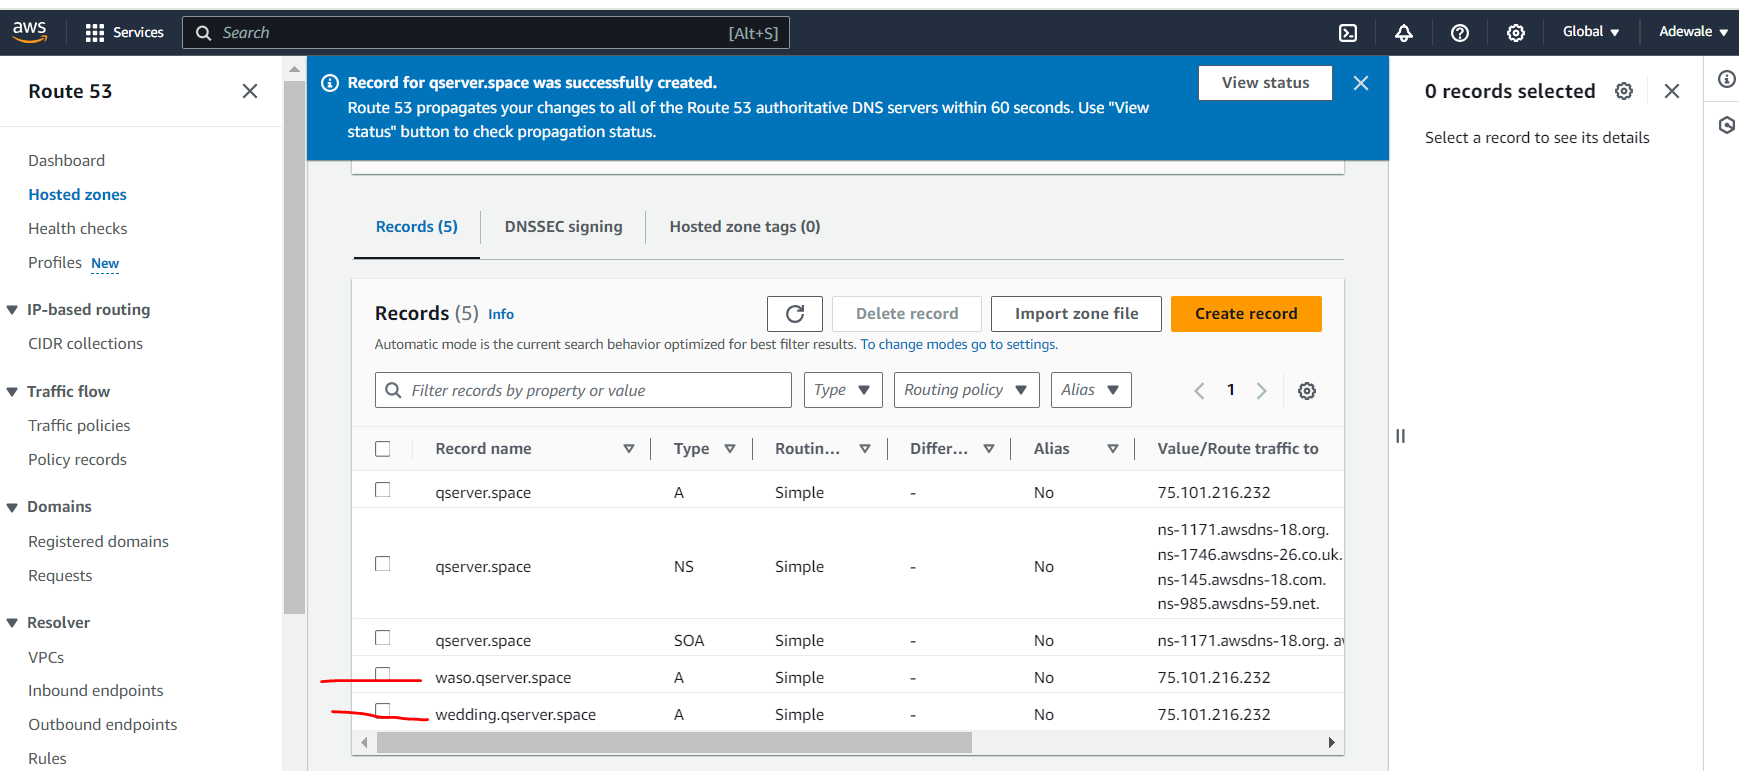 aws
Services
Search
[Alt+S]
Global ▼
Adewale ▼
Route 53
Dashboard
Hosted zones
Health checks
Profiles New
IP-based routing
CIDR collections
Traffic flow
Traffic policies
Policy records
Domains
Registered domains
Requests
Resolver
VPCs
Inbound endpoints
Outbound endpoints
Rules
Record for qserver.space was successfully created.
Route 53 propagates your changes to all of the Route 53 authoritative DNS servers within 60 seconds. Use "View
status" button to check propagation status.
View status
Records (5)
DNSSEC signing
Hosted zone tags (0)
Records (5) Info
Delete record
Import zone file
Create record
Automatic mode is the current search behavior optimized for best filter results. To change modes go to settings.
Filter records by property or value
Type
Routing policy
Alias
1
Record name Type Routin... Differ... Alias Value/Route traffic to
qserver.space A Simple - No 75.101.216.232
qserver.space NS Simple - No ns-1171.awsdns-18.org.
ns-1746.awsdns-26.co.uk.
ns-145.awsdns-18.com.
ns-985.awsdns-59.net.
qserver.space SOA Simple - No ns-1171.awsdns-18.org.
waso.qserver.space A Simple - No 75.101.216.232
wedding.qserver.space A Simple - No 75.101.216.232
0 records selected
Select a record to see its details